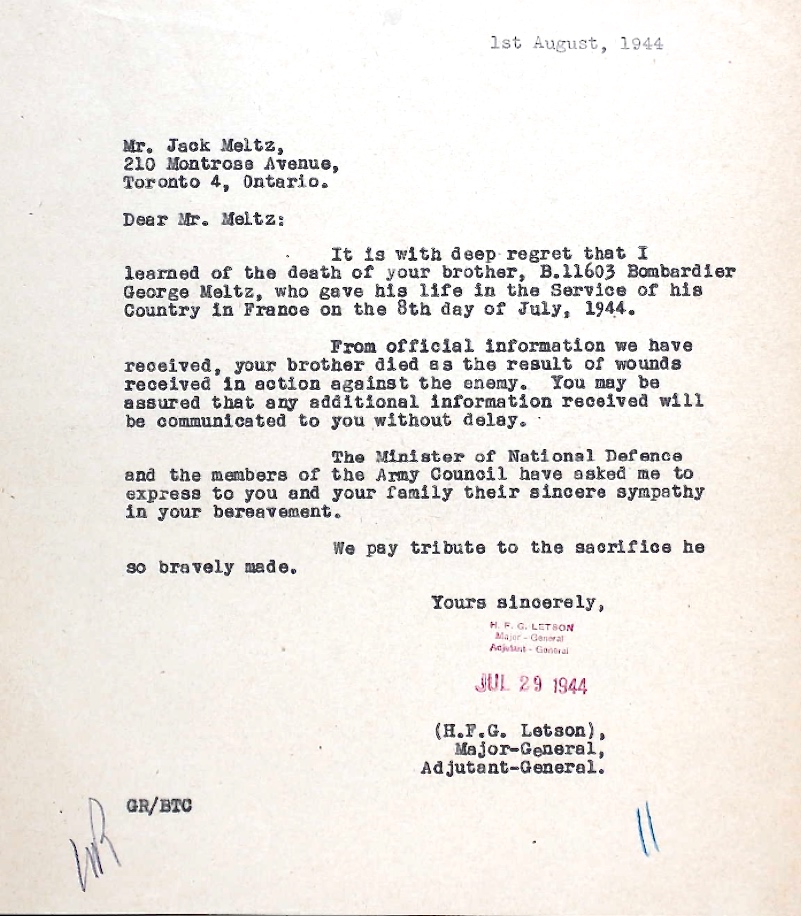 1st August, 1944
Mr. Jack Meltz,
210 Montrose Avenue,
Toronto 4, Ontario.
Dear Mr. Meltz:
It is with deep regret that I
learned of the death of your brother, B.11603 Bombardier
George Meltz, who gave his life in the Service of his
Country in France on the 8th day of July, 1944.
From official information we have
received, your brother died as the result of wounds
received in action against the enemy. You may be
assured that any additional information received will
be communicated to you without delay.
The Minister of National Defence
and the members of the Army Council have asked me to
express to you and your family their sincere sympathy
in your bereavement.
We pay tribute to the sacrifice he
so bravely made.
Yours sincerely,
H. F. G. LETSON
Major - General
Adjutant - General
JUL 29 1944
(H.F.G. Letson),
Major-General,
Adjutant-General.
GR/BTC